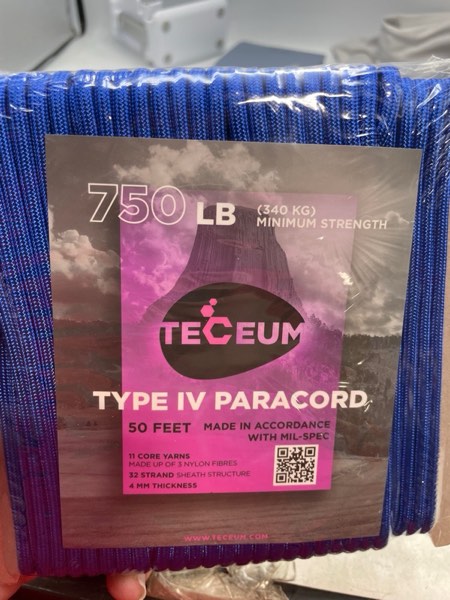 750 LB
(340 KG)
MINIMUM STRENGTH
TECEUM
TYPE IV PARACORD
50 FEET
MADE IN ACCORDANCE
WITH MIL-SPEC
11 CORE YARNS
MADE UP OF 3 NYLON FIBRES
32 STRAND SHEATH STRUCTURE
4 MM THICKNESS
WWW.TECEUM.COM